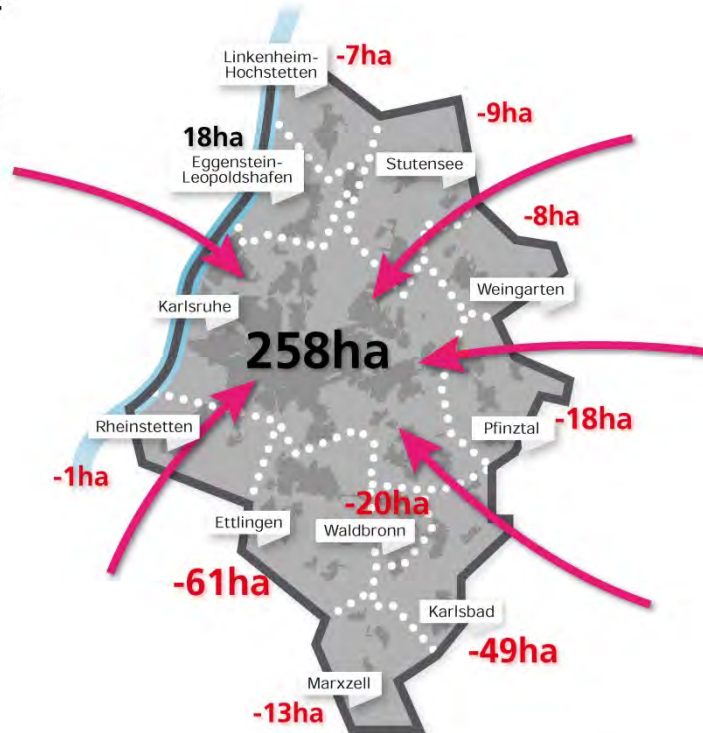 Linkenheim-
Hochstetten
-7ha
-9ha
18ha
Eggenstein-
Leopoldshafen
Stutensee
-8ha
Weingarten
Karlsruhe
258ha
Rheinstetten
Pfinztal
-18ha
-1ha
-20ha
Ettlingen
Waldbronn
-61ha
Karlsbad
-49ha
Marxzell
-13ha